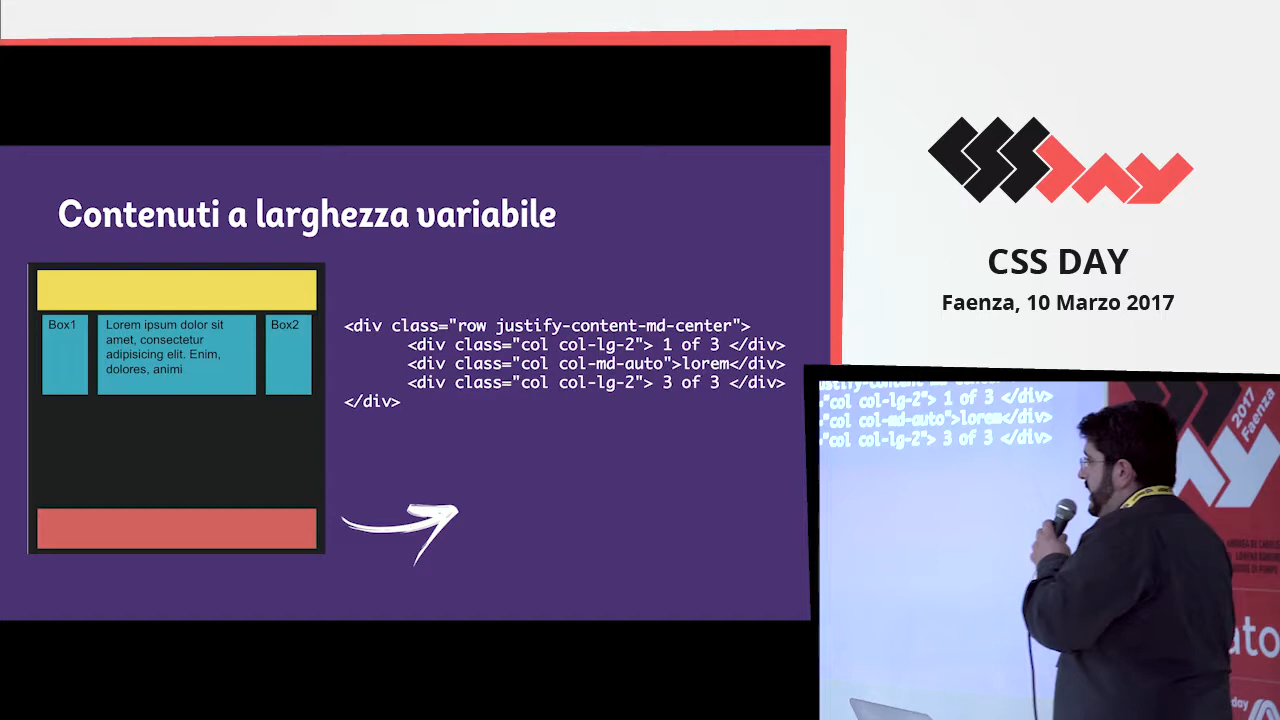 Contenuti a larghezza variabile
Box1
Lorem ipsum dolor sit
amet, consectetur
adipisicing elit. Enim,
dolores, animi
Box2
<div class="row justify-content-md-center">
<div class="col col-lg-2"> 1 of 3 </div>
<div class="col col-md-auto">lorem</div>
<div class="col col-lg-2"> 3 of 3 </div>
</div>
CSS DAY
CSS DAY
Faenza, 10 Marzo 2017
="col col-lg-2"> 1 of 3 </div>
="col col-md-auto">lorem</div>
="col col-lg-2"> 3 of 3 </div>
2017
Faenza
ato
day